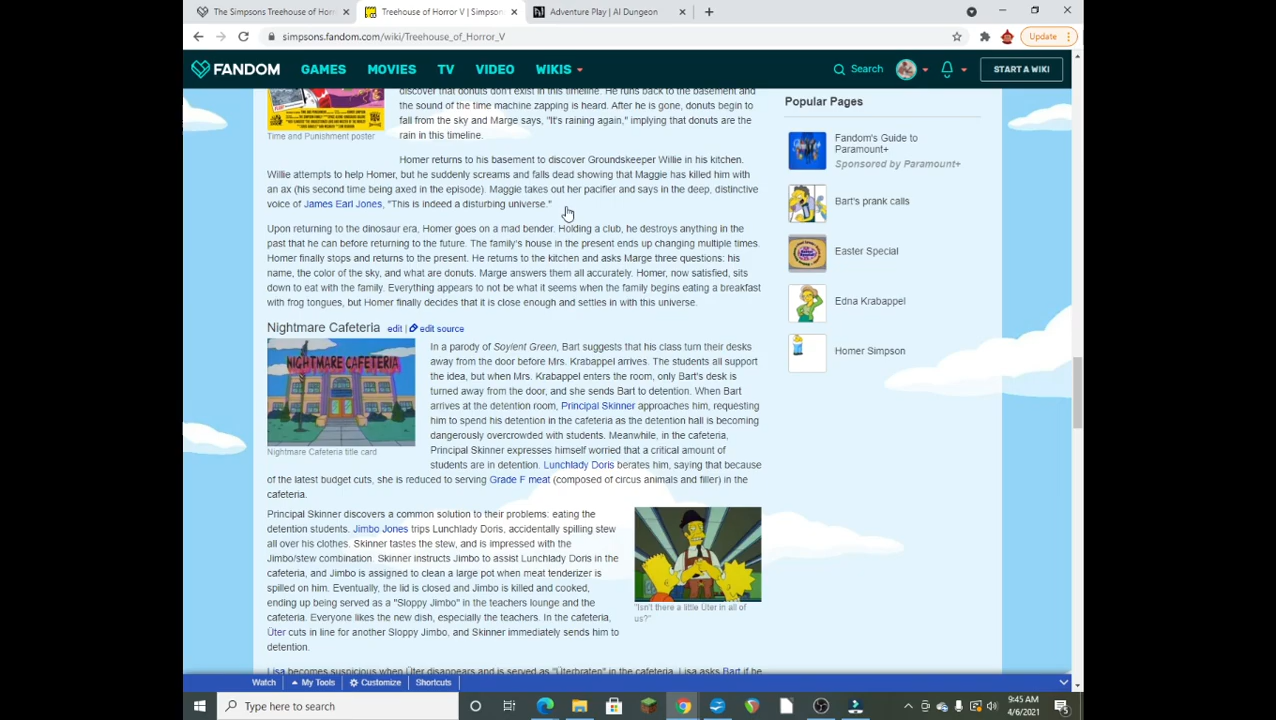 The Simpsons Treehouse of Horr
Treehouse of Horror V | Simpson
Adventure Play | AI Dungeon
simpsons.fandom.com/wiki/Treehouse_of_Horror_V
Update
FANDOM
GAMES
MOVIES
TV
VIDEO
WIKIS
Search
START A WIKI
discover that donuts don't exist in this timeline. He runs back to the basement and
the sound of the time machine zapping is heard. After he is gone, donuts begin to
fall from the sky and Marge says, "It's raining again," implying that donuts are the
rain in this timeline.
Time and Punishment poster
Homer returns to his basement to discover Groundskeeper Willie in his kitchen.
Willie attempts to help Homer, but he suddenly screams and falls dead showing that Maggie has killed him with
an ax (his second time being axed in the episode). Maggie takes out her pacifier and says in the deep, distinctive
voice of James Earl Jones, "This is indeed a disturbing universe."
Upon returning to the dinosaur era, Homer goes on a mad bender. Holding a club, he destroys anything in the
past that he can before returning to the future. The family's house in the present ends up changing multiple times.
Homer finally stops and returns to the present. He returns to the kitchen and asks Marge three questions: his
name, the color of the sky, and what are donuts. Marge answers them all accurately. Homer, now satisfied, sits
down to eat with the family. Everything appears to not be what it seems when the family begins eating a breakfast
with frog tongues, but Homer finally decides that it is close enough and settles in with this universe.
Nightmare Cafeteria edit | edit source
NIGHTMARE CAFETERIA
Nightmare Cafeteria title card
In a parody of Soylent Green, Bart suggests that his class turn their desks
away from the door before Mrs. Krabappel arrives. The students all support
the idea, but when Mrs. Krabappel enters the room, only Bart's desk is
turned away from the door, and she sends Bart to detention. When Bart
arrives at the detention room, Principal Skinner approaches him, requesting
him to spend his detention in the cafeteria as the detention hall is becoming
dangerously overcrowded with students. Meanwhile, in the cafeteria,
Principal Skinner expresses himself worried that a critical amount of
students are in detention. Lunchlady Doris berates him, saying that because
of the latest budget cuts, she is reduced to serving Grade F meat (composed of circus animals and filler) in the
cafeteria.
Principal Skinner discovers a common solution to their problems: eating the
detention students. Jimbo Jones trips Lunchlady Doris, accidentally spilling stew
all over his clothes. Skinner tastes the stew, and is impressed with the
Jimbo/stew combination. Skinner instructs Jimbo to assist Lunchlady Doris in the
cafeteria, and Jimbo is assigned to clean a large pot when meat tenderizer is
spilled on him. Eventually, the lid is closed and Jimbo is killed and cooked,
ending up being served as a "Sloppy Jimbo" in the teachers lounge and the
cafeteria. Everyone likes the new dish, especially the teachers. In the cafeteria,
Üter cuts in line for another Sloppy Jimbo, and Skinner immediately sends him to
detention.
"Isn't there a little Üter in all of
us?"
Lisa becomes suspicious when Üter disappears and is served as "Üterbraten" in the cafeteria. Lisa asks Bart if he
Popular Pages
Fandom's Guide to
Paramount+
Sponsored by Paramount+
Bart's prank calls
Easter Special
Edna Krabappel
Homer Simpson
Watch
My Tools
Customize
Shortcuts
Type here to search
9:45 AM
4/6/2021